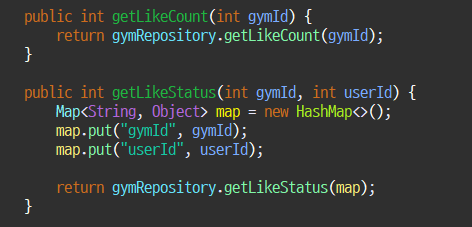 public int getLikeCount(int gymId) {
    return gymRepository.getLikeCount(gymId);
}

public int getLikeStatus(int gymId, int userId) {
    Map<String, Object> map = new HashMap<>();
    map.put("gymId", gymId);
    map.put("userId", userId);

    return gymRepository.getLikeStatus(map);
}